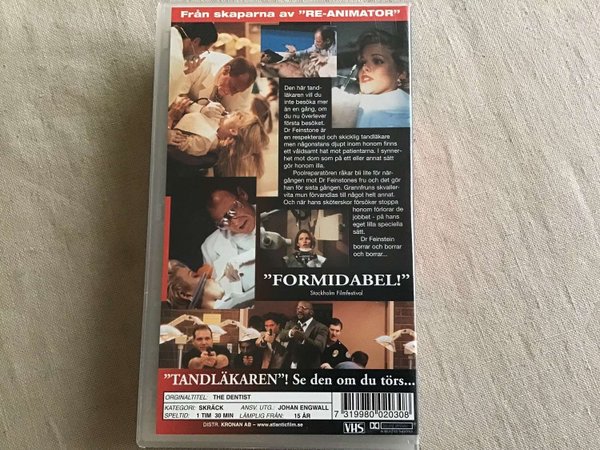 Från skaparna av "RE-ANIMATOR"
Den här tand-
läkaren vill du
inte besöka mer
än en gång, om
du nu överlever
första besöket.
Dr Feinstone är
en respekterad och skicklig tandläkare
men någonstans djupt inom honom finns
ett våldsamt hat mot patientarna. I synner-
het mot dom som på ett eller annat sätt
gör honom illa.
Poolreparatören råkar bli lite för när-
gången mot Dr Feinstones fru och det gör
han för sista gången. Grannfruns skvaller-
vita mun förvandlas till något helt annat.
Och när hans sköterskor försöker stoppa
honom förlorar de
jobbet - på hans
eget lilla speciella
sätt.
Dr Feinstein
borrar och borrar
och borrar...
"FORMIDABEL!"
Stockholm Filmfestival
"TANDLÄKAREN"! Se den om du törs...
ORGINALTITEL: THE DENTIST
KATEGORI: SKRÄCK ANSV. UTG.: JOHAN ENGWALL
SPELTID: 1 TIM 30 MIN LÄMPLIG FRÅN: 15 ÅR
DISTR. KRONAN AB - www.atlanticfilm.se
7 319980 020308
VHS